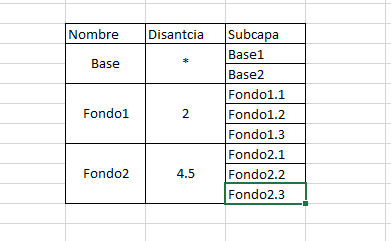 Nombre Disantcia Subcapa
Base * Base1
Base2
Fondo1 2 Fondo1.1
Fondo1.2
Fondo1.3
Fondo2 4.5 Fondo2.1
Fondo2.2
Fondo2.3